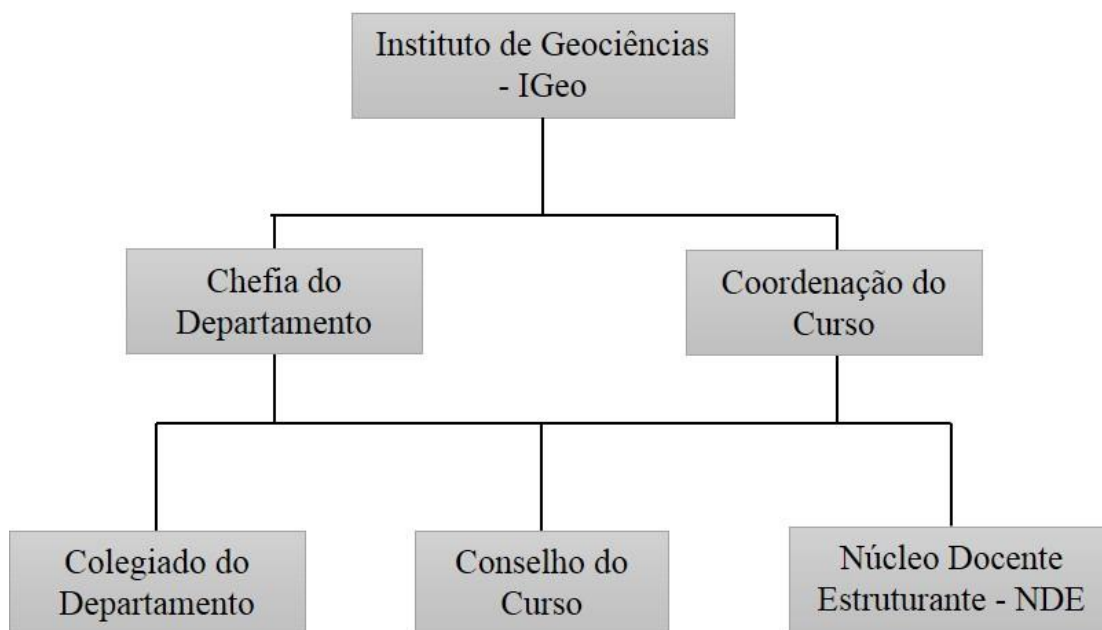 Instituto de Geociências
- IGeo
Chefia do
Departamento
Coordenação do
Curso
Colegiado do
Departamento
Conselho do
Curso
Núcleo Docente
Estruturante - NDE